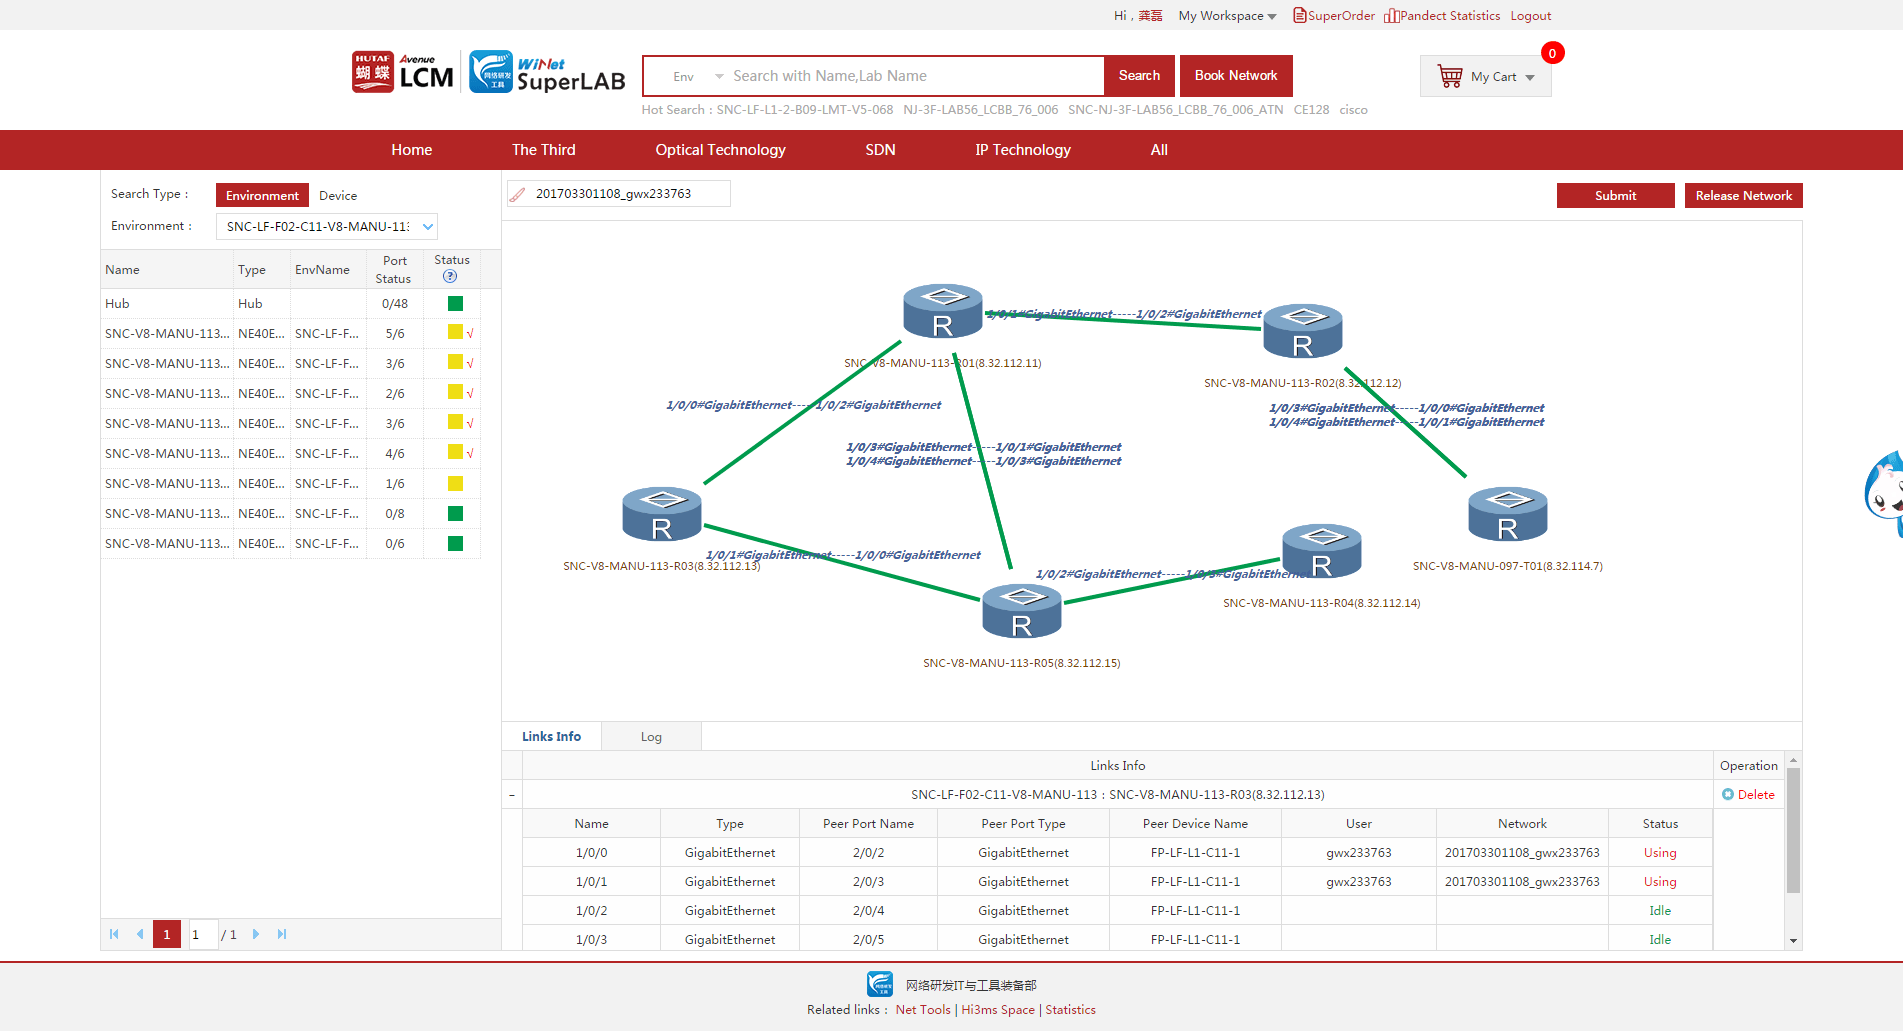 Hi，龚磊 My Workspace SuperOrder Pandect Statistics Logout
HUTAF 蝴蝶 Avenue LCM 网络研发工具 WiNet SuperLAB
Env Search with Name,Lab Name Search Book Network
My Cart 0
Hot Search : SNC-LF-L1-2-B09-LMT-V5-068 NJ-3F-LAB56_LCBB_76_006 SNC-NJ-3F-LAB56_LCBB_76_006_ATN CE128 cisco
Home The Third Optical Technology SDN IP Technology All
Search Type : Environment Device
Environment : SNC-LF-F02-C11-V8-MANU-113
Name Type EnvName Port Status Status ?
Hub Hub 0/48
SNC-V8-MANU-113... NE40E... SNC-LF-F... 5/6 √
SNC-V8-MANU-113... NE40E... SNC-LF-F... 3/6 √
SNC-V8-MANU-113... NE40E... SNC-LF-F... 2/6 √
SNC-V8-MANU-113... NE40E... SNC-LF-F... 3/6 √
SNC-V8-MANU-113... NE40E... SNC-LF-F... 4/6 √
SNC-V8-MANU-113... NE40E... SNC-LF-F... 1/6
SNC-V8-MANU-113... NE40E... SNC-LF-F... 0/8
SNC-V8-MANU-113... NE40E... SNC-LF-F... 0/6
1 1 / 1
201703301108_gwx233763 Submit Release Network
R
1/0/1#GigabitEthernet-----1/0/2#GigabitEthernet
R
SNC-V8-MANU-113-R01(8.32.112.11)
SNC-V8-MANU-113-R02(8.32.112.12)
1/0/0#GigabitEthernet-----1/0/2#GigabitEthernet
1/0/3#GigabitEthernet-----1/0/0#GigabitEthernet
1/0/4#GigabitEthernet-----1/0/1#GigabitEthernet
1/0/3#GigabitEthernet-----1/0/1#GigabitEthernet
1/0/4#GigabitEthernet-----1/0/3#GigabitEthernet
R
R
1/0/1#GigabitEthernet-----1/0/0#GigabitEthernet
R
SNC-V8-MANU-113-R03(8.32.112.13)
SNC-V8-MANU-097-T01(8.32.114.7)
1/0/2#GigabitEthernet-----1/0/3#GigabitEthernet
SNC-V8-MANU-113-R04(8.32.112.14)
R
SNC-V8-MANU-113-R05(8.32.112.15)
Links Info Log
Links Info Operation
- SNC-LF-F02-C11-V8-MANU-113 : SNC-V8-MANU-113-R03(8.32.112.13) Delete
Name Type Peer Port Name Peer Port Type Peer Device Name User Network Status
1/0/0 GigabitEthernet 2/0/2 GigabitEthernet FP-LF-L1-C11-1 gwx233763 201703301108_gwx233763 Using
1/0/1 GigabitEthernet 2/0/3 GigabitEthernet FP-LF-L1-C11-1 gwx233763 201703301108_gwx233763 Using
1/0/2 GigabitEthernet 2/0/4 GigabitEthernet FP-LF-L1-C11-1 Idle
1/0/3 GigabitEthernet 2/0/5 GigabitEthernet FP-LF-L1-C11-1 Idle
网络研发IT与工具装备部
Related links : Net Tools | Hi3ms Space | Statistics